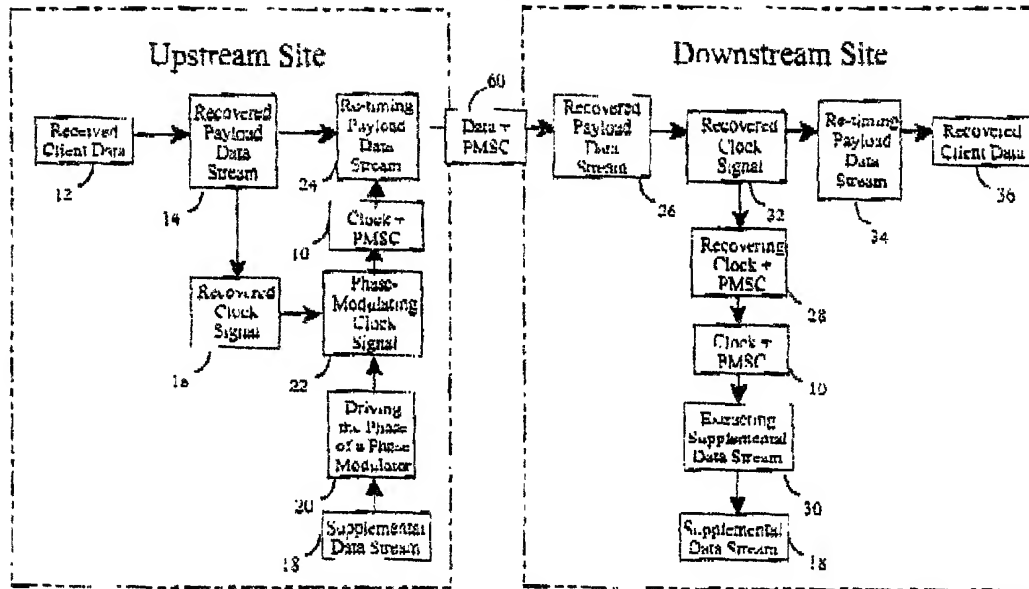 Upstream Site
Received
Client Data
12
Recovered
Payload
Data
Stream
14
Re-timing
Payload
Data
Stream
24
Clock +
PMSC
10
Recovered
Clock
Signal
Phase-
Modulating
Clock
Signal
22
Driving
the Phase
of a Phase
Modulator
20
Supplemental
Data Stream
18
60
Data +
PMSC
Downstream Site
Recovered
Payload
Data
Stream
26
Recovered
Clock
Signal
32
Re-timing
Payload
Data
Stream
34
Recovered
Client Data
36
Recovering
Clock +
PMSC
28
Clock +
PMSC
10
Extracting
Supplemental
Data Stream
30
Supplemental
Data Stream
18